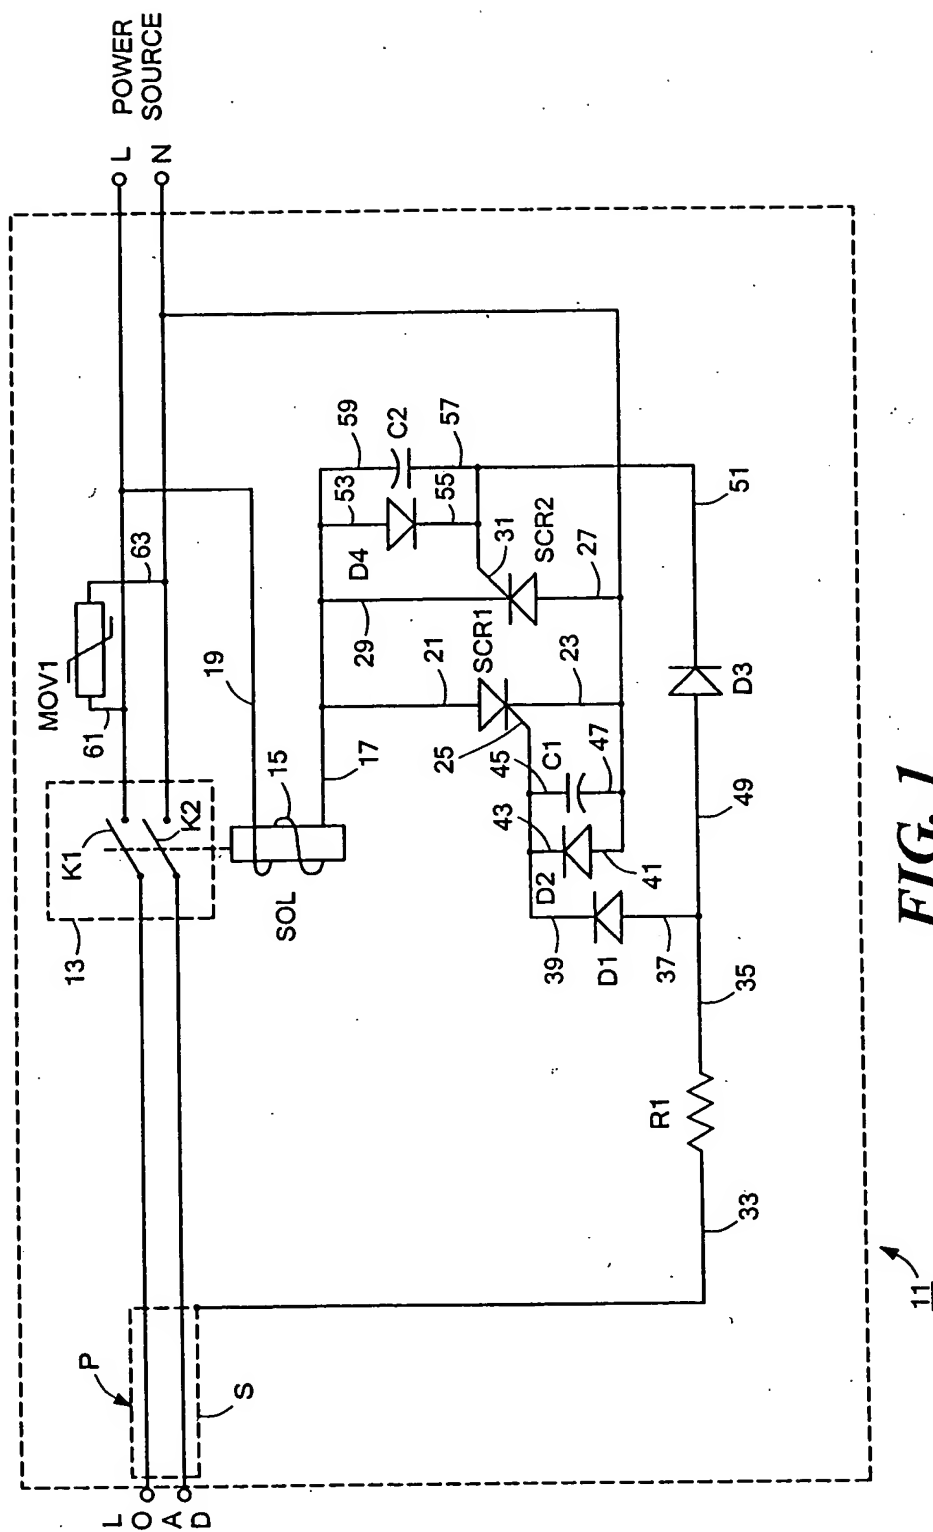 POWER
SOURCE
L
N
MOV1
61
63
K1
K2
13
SOL
15
17
19
21
SCR1
23
25
29
31
SCR2
27
D4
53
55
59
C2
57
45
C1
47
43
D2
41
39
D1
37
35
49
D3
51
R1
33
P
S
L
O
A
D
11
FIG. 1